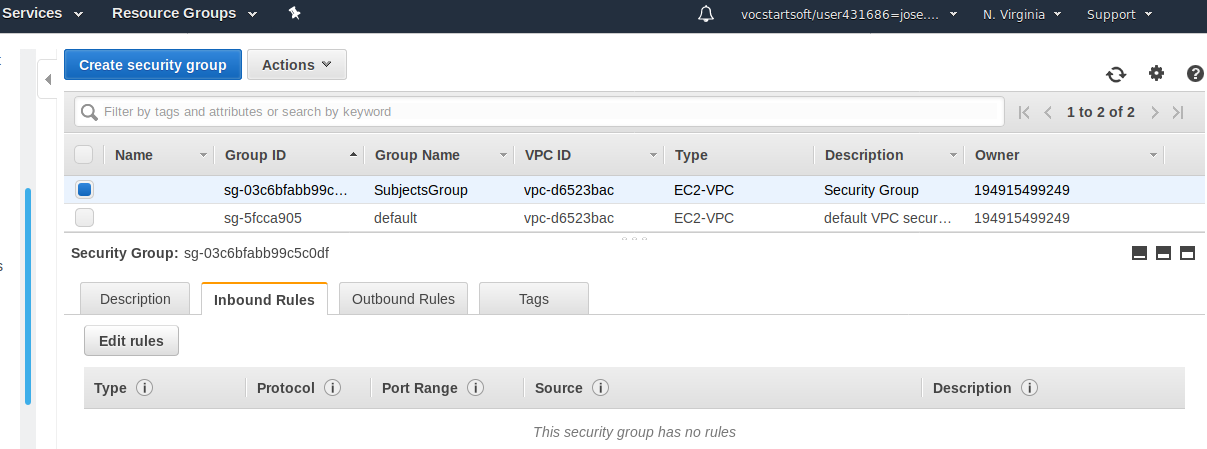 Services Resource Groups vocstartsoft/user431686=jose.... N. Virginia Support
Create security group Actions
Filter by tags and attributes or search by keyword 1 to 2 of 2
Name Group ID Group Name VPC ID Type Description Owner
sg-03c6bfabb99c... SubjectsGroup vpc-d6523bac EC2-VPC Security Group 194915499249
sg-5fcca905 default vpc-d6523bac EC2-VPC default VPC secur... 194915499249
Security Group: sg-03c6bfabb99c5c0df
Description Inbound Rules Outbound Rules Tags
Edit rules
Type Protocol Port Range Source Description
This security group has no rules